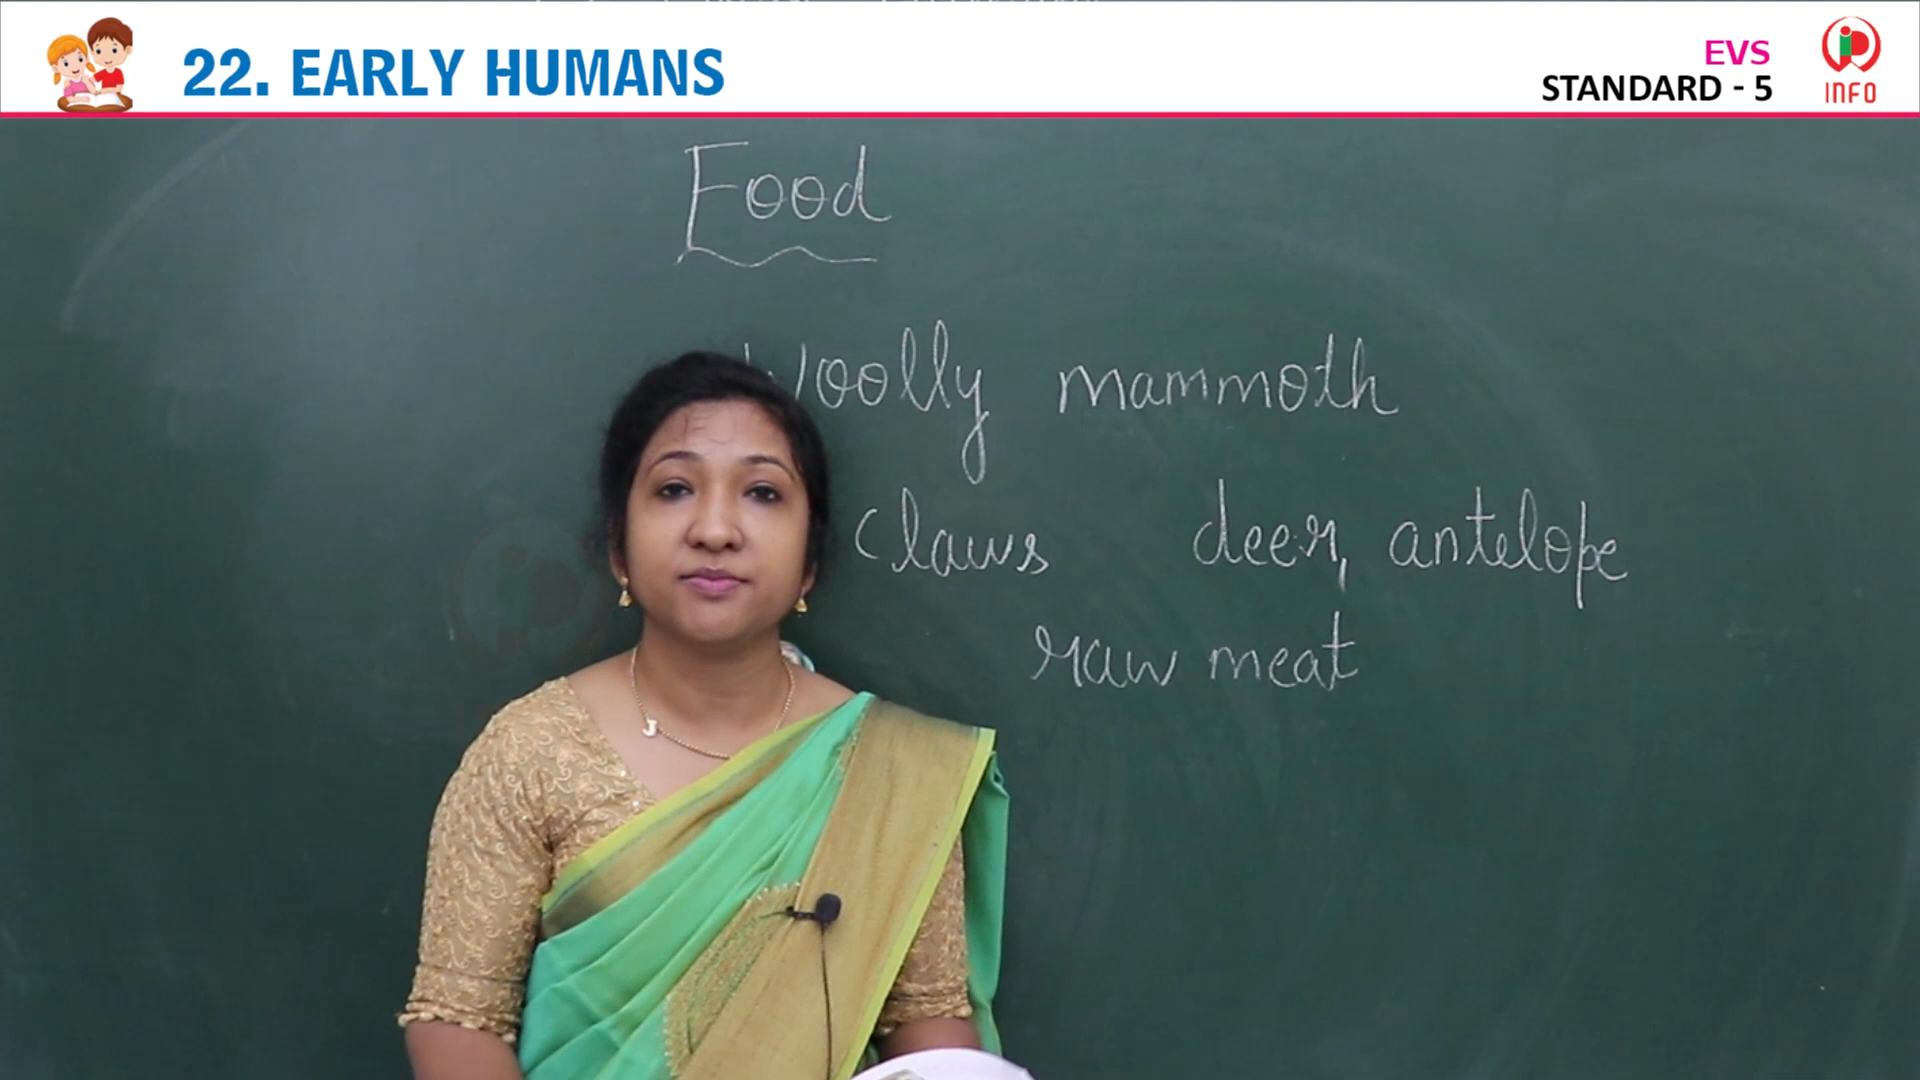 22. EARLY HUMANS
EVS
STANDARD - 5
INFO
Food
Woolly mammoth
claws deer, antelope
raw meat